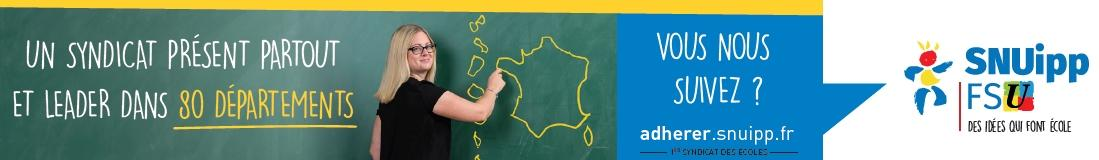 UN SYNDICAT PRÉSENT PARTOUT
ET LEADER DANS 80 DÉPARTEMENTS
VOUS NOUS
SUIVEZ ?
adherer.snuipp.fr
1ER SYNDICAT DES ÉCOLES
SNUipp
FSU
DES IDÉES QUI FONT ÉCOLE